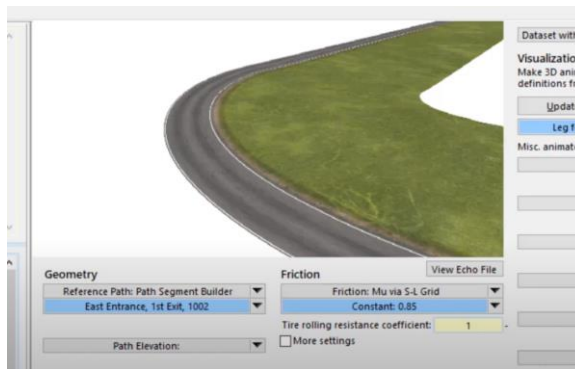 Dataset with
Visualizatio
Make 3D ani
definitions f
Updat
Leg f
Misc. animat
View Echo File
Geometry
Reference Path: Path Segment Builder
East Entrance, 1st Exit, 1002
Path Elevation:
Friction
Friction: Mu via S-L Grid
Constant: 0.85
Tire rolling resistance coefficient: 1 -
More settings